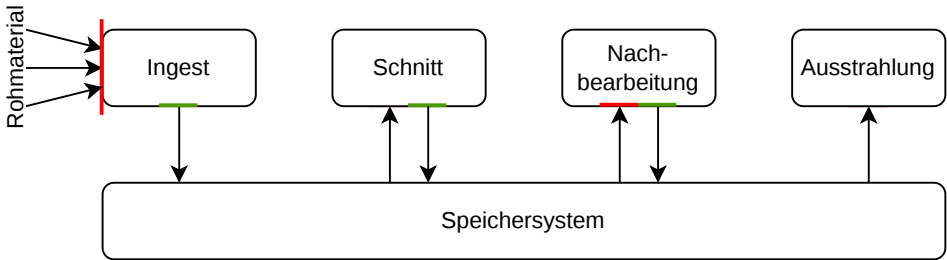 Rohmaterial
Ingest
Schnitt
Nach-
bearbeitung
Ausstrahlung
Speichersystem